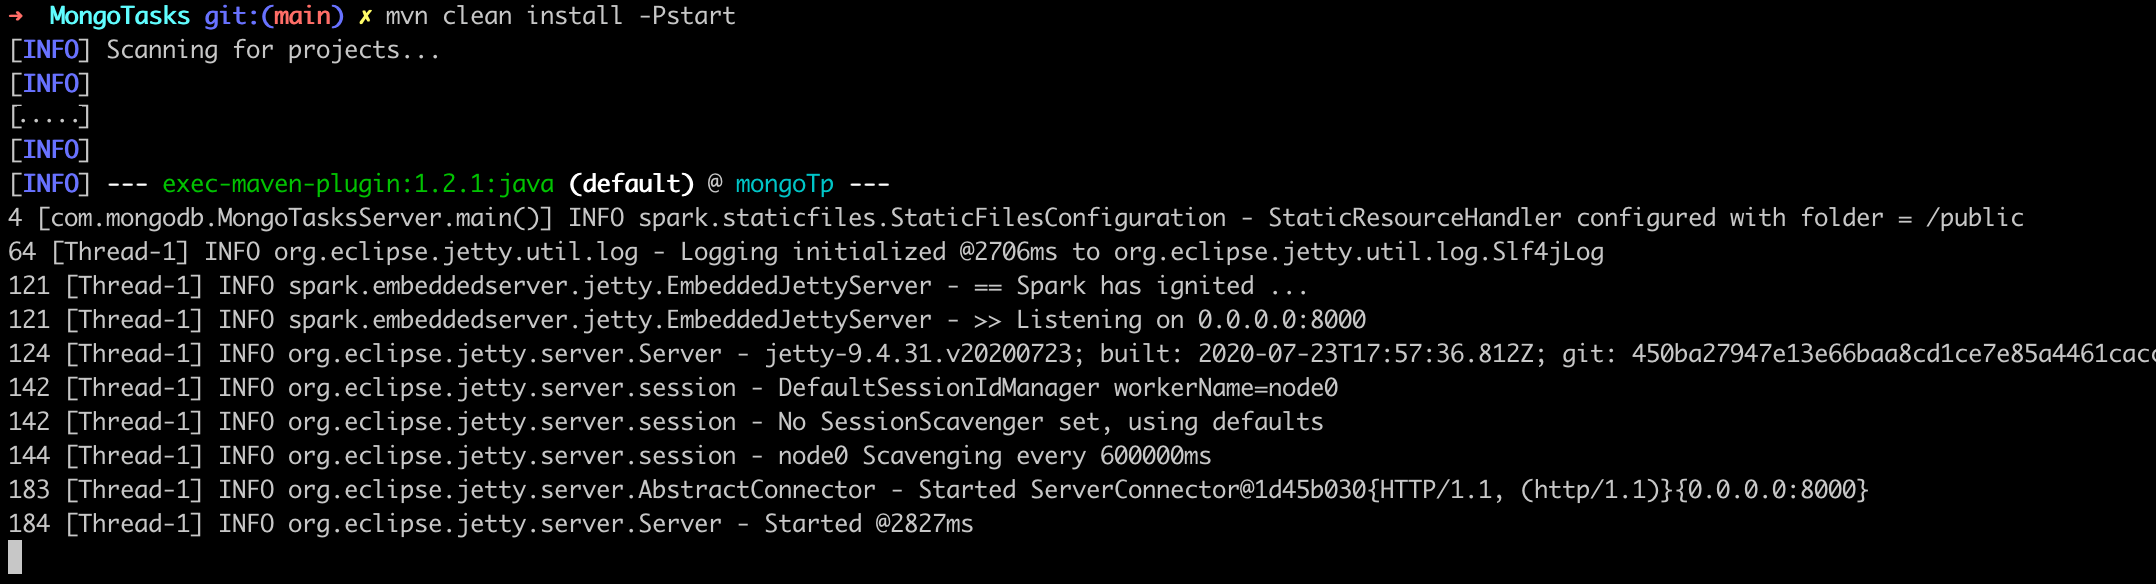 ➜  MongoTasks git:(main) ✗ mvn clean install -Pstart
[INFO] Scanning for projects...
[INFO]
[.....]
[INFO]
[INFO] --- exec-maven-plugin:1.2.1:java (default) @ mongoTp ---
4 [com.mongodb.MongoTasksServer.main()] INFO spark.staticfiles.StaticFilesConfiguration - StaticResourceHandler configured with folder = /public
64 [Thread-1] INFO org.eclipse.jetty.util.log - Logging initialized @2706ms to org.eclipse.jetty.util.log.Slf4jLog
121 [Thread-1] INFO spark.embeddedserver.jetty.EmbeddedJettyServer - == Spark has ignited ...
121 [Thread-1] INFO spark.embeddedserver.jetty.EmbeddedJettyServer - >> Listening on 0.0.0.0:8000
124 [Thread-1] INFO org.eclipse.jetty.server.Server - jetty-9.4.31.v20200723; built: 2020-07-23T17:57:36.812Z; git: 450ba27947e13e66baa8cd1ce7e85a4461cac
142 [Thread-1] INFO org.eclipse.jetty.server.session - DefaultSessionIdManager workerName=node0
142 [Thread-1] INFO org.eclipse.jetty.server.session - No SessionScavenger set, using defaults
144 [Thread-1] INFO org.eclipse.jetty.server.session - node0 Scavenging every 600000ms
183 [Thread-1] INFO org.eclipse.jetty.server.AbstractConnector - Started ServerConnector@1d45b030{HTTP/1.1, (http/1.1)}{0.0.0.0:8000}
184 [Thread-1] INFO org.eclipse.jetty.server.Server - Started @2827ms